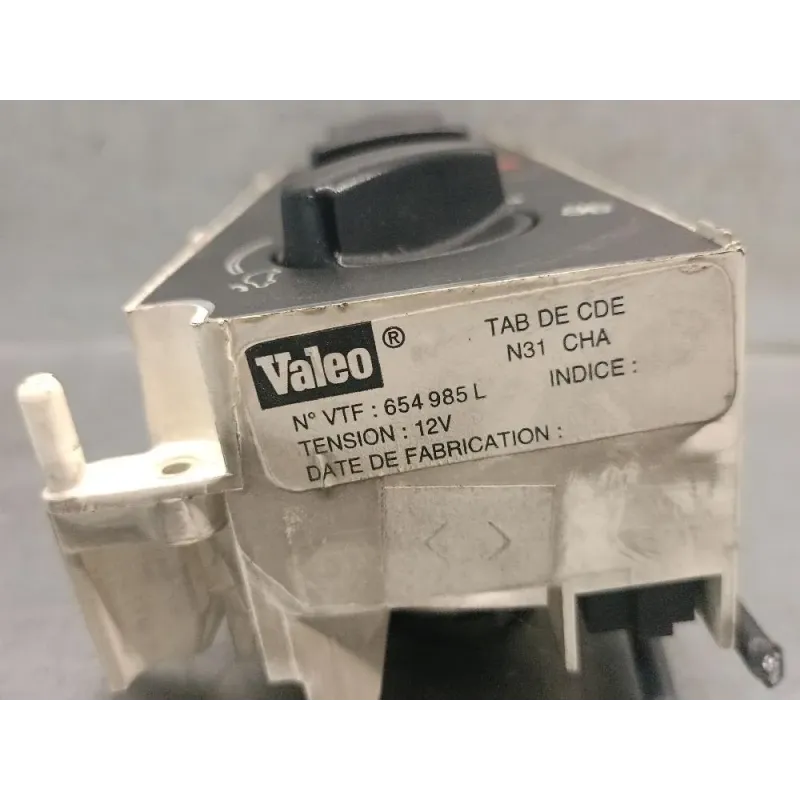 Valeo ®
TAB DE CDE
N31 CHA
N° VTF : 654 985 L
INDICE :
TENSION : 12V
DATE DE FABRICATION :